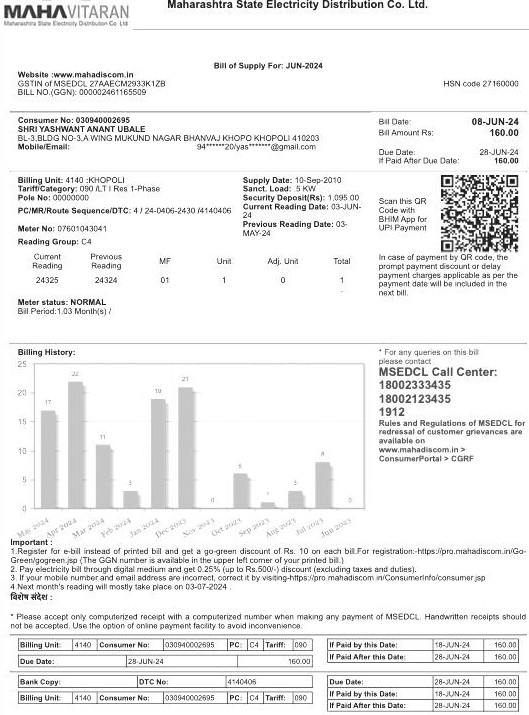 Maharashtra State Electricity Distribution Co. Ltd.
MAHAVITARAN
Maharashtra State Electricity Distribution Co. Ltd
Bill of Supply For: JUN-2024
Website :www.mahadiscom.in
GSTIN of MSEDCL 27AAECM2933K1ZB
HSN code 27160000
BILL NO.(GGN): 000002461165509
Consumer No: 030940002695
SHRI YASHWANT ANANT UBALE
BL-3,BLDG NO-3,A WING MUKUND NAGAR BHANVAJ KHOPO KHOPOLI 410203
Mobile/Email: 94******20/yas*******@gmail.com
Bill Date: 08-JUN-24
Bill Amount Rs: 160.00
Due Date: 28-JUN-24
If Paid After Due Date: 160.00
Billing Unit: 4140 :KHOPOLI
Tariff/Category: 090 /LT I Res 1-Phase
Pole No: 00000000
PC/MR/Route Sequence/DTC: 4 / 24-0406-2430 /4140406
Meter No: 07601043041
Reading Group: C4
Supply Date: 10-Sep-2010
Sanct. Load: .5 KW
Security Deposit(Rs): 1,095.00
Current Reading Date: 03-JUN-
24
Previous Reading Date: 03-
MAY-24
Scan this QR
Code with
BHIM App for
UPI Payment
Current Reading Previous Reading MF Unit Adj. Unit Total
24325 24324 01 1 0 1
In case of payment by QR code, the
prompt payment discount or delay
payment charges applicable as per the
payment date will be included in the
next bill.
Meter status: NORMAL
Bill Period:1.03 Month(s) /
Billing History:
25
20
15
10
5
0
17 22 11 3 19 21 0 6 1 3 8 0
May 2024 Apr 2024 Mar 2024 Feb 2024 Jan 2024 Dec 2023 Nov 2023 Oct 2023 Sep 2023 Aug 2023 Jul 2023 Jun 2023
* For any queries on this bill
please contact
MSEDCL Call Center:
18002333435
18002123435
1912
Rules and Regulations of MSEDCL for
redressal of customer grievances are
available on
www.mahadiscom.in >
ConsumerPortal > CGRF
Important :
1.Register for e-bill instead of printed bill and get a go-green discount of Rs. 10 on each bill.For registration:-https://pro.mahadiscom.in/Go-
Green/gogreen.jsp (The GGN number is available in the upper left corner of your printed bill.)
2. Pay electricity bill through digital medium and get 0.25% (up to Rs.500/-) discount (excluding taxes and duties).
3. If your mobile number and email address are incorrect, correct it by visiting-https://pro.mahadiscom.in/ConsumerInfo/consumer.jsp
4.Next month's reading will mostly take place on 03-07-2024 .
विशेष संदेश :
* Please accept only computerized receipt with a computerized number when making any payment of MSEDCL. Handwritten receipts should
not be accepted. Use the option of online payment facility to avoid inconvenience.
Billing Unit: 4140 Consumer No: 030940002695 PC: C4 Tariff: 090
Due Date: 28-JUN-24 160.00
If Paid by this Date: 18-JUN-24 160.00
If Paid After this Date: 28-JUN-24 160.00
Bank Copy: DTC No: 4140406
Billing Unit: 4140 Consumer No: 030940002695 PC: C4 Tariff: 090
Due Date: 28-JUN-24 160.00
If Paid by this Date: 18-JUN-24 160.00
If Paid After this Date: 28-JUN-24 160.00